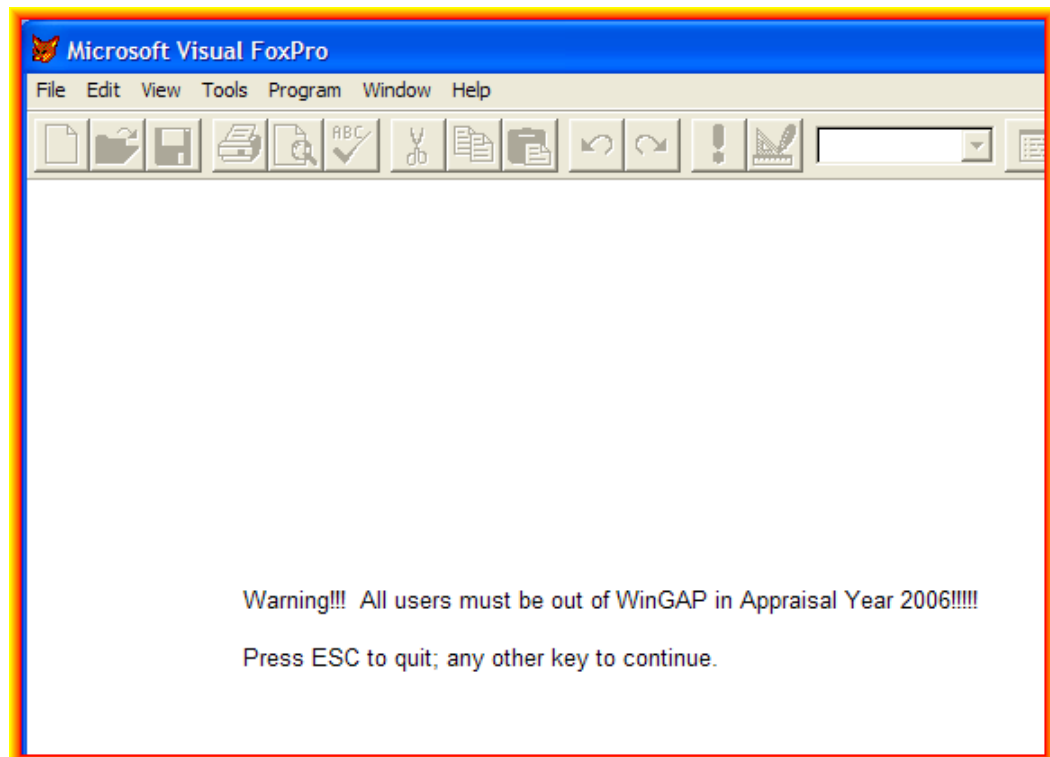 Microsoft Visual FoxPro
File Edit View Tools Program Window Help
ABC
Warning!!! All users must be out of WinGAP in Appraisal Year 2006!!!!!
Press ESC to quit; any other key to continue.